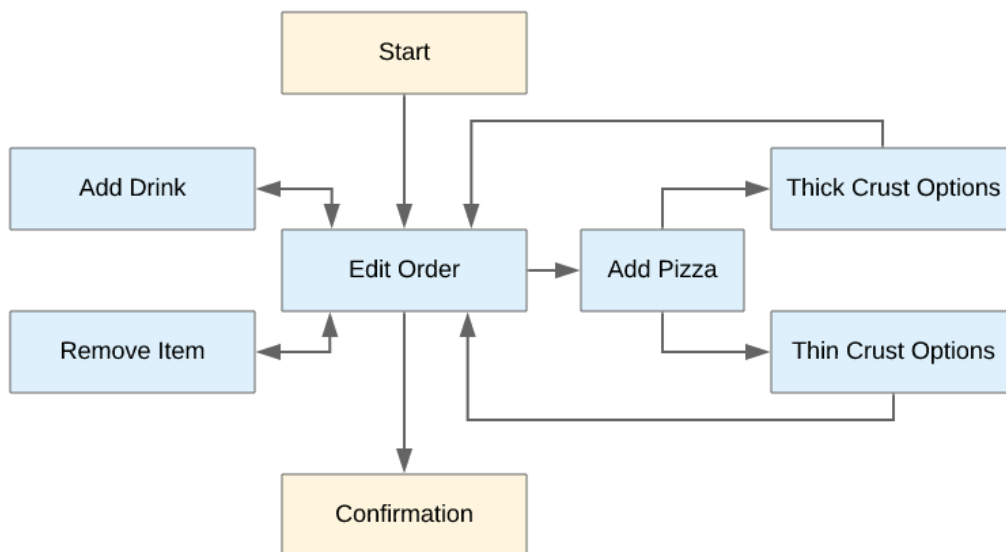 Start
Add Drink
Thick Crust Options
Edit Order
Add Pizza
Remove Item
Thin Crust Options
Confirmation